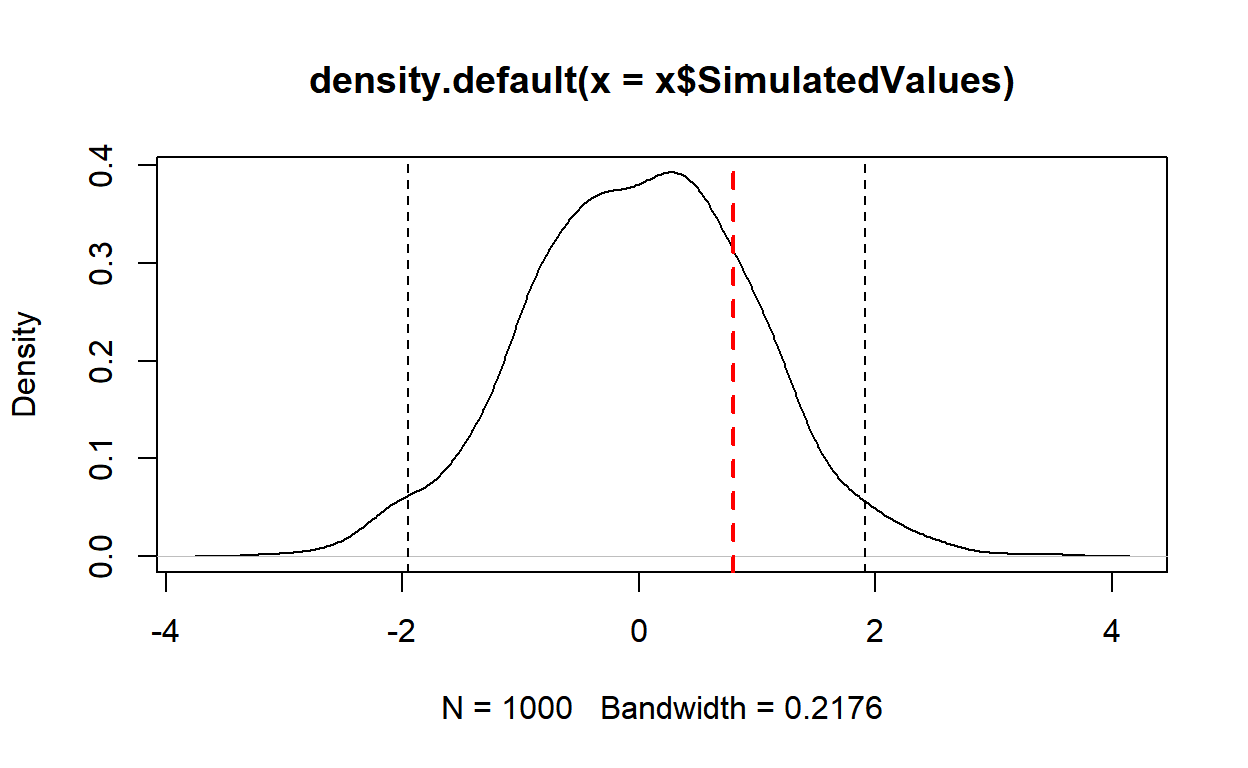 density.default(x = x$SimulatedValues)
Density
0.4
0.3
0.2
0.1
0.0
-4 -2 0 2 4
N = 1000 Bandwidth = 0.2176